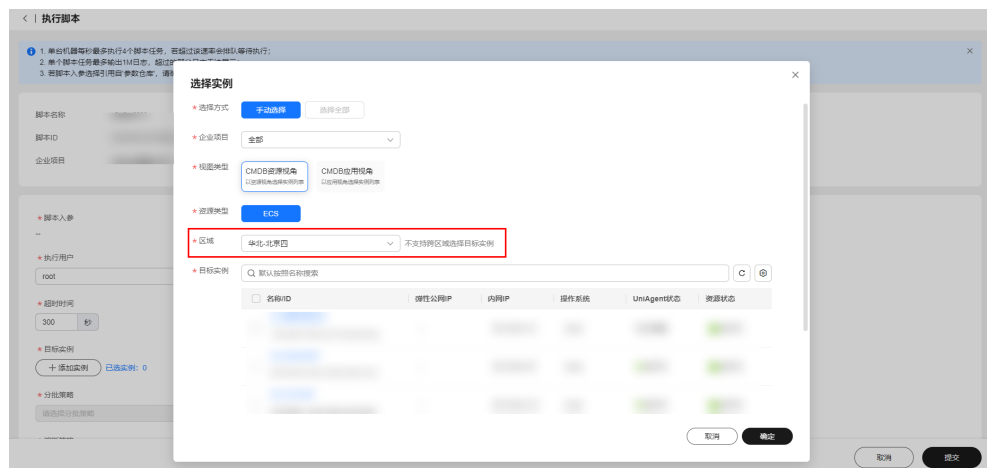 < | 执行脚本
1. 单台机器每秒最多执行4个脚本任务，若超过该速率会排队等待执行；
2. 单个脚本任务最多输出1M日志，超过
3. 若脚本入参选择引用自‘参数仓库’，请
脚本名称
脚本ID
企业项目
* 脚本入参
--
* 执行用户
root
* 超时时间
300 秒
* 目标实例
+ 添加实例 已选实例：0
* 分批策略
请选择分批策略
选择实例
* 选择方式 手动选择 选择全部
* 企业项目 全部
* 视图类型 CMDB资源视角 CMDB应用视角
以资源视角选择实例列表 以应用视角选择实例列表
* 资源类型 ECS
* 区域 华北-北京四 不支持跨区域选择目标实例
* 目标实例 默认按照名称搜索
名称/ID 弹性公网IP 内网IP 操作系统 UniAgent状态 资源状态
取消 确定
取消 提交